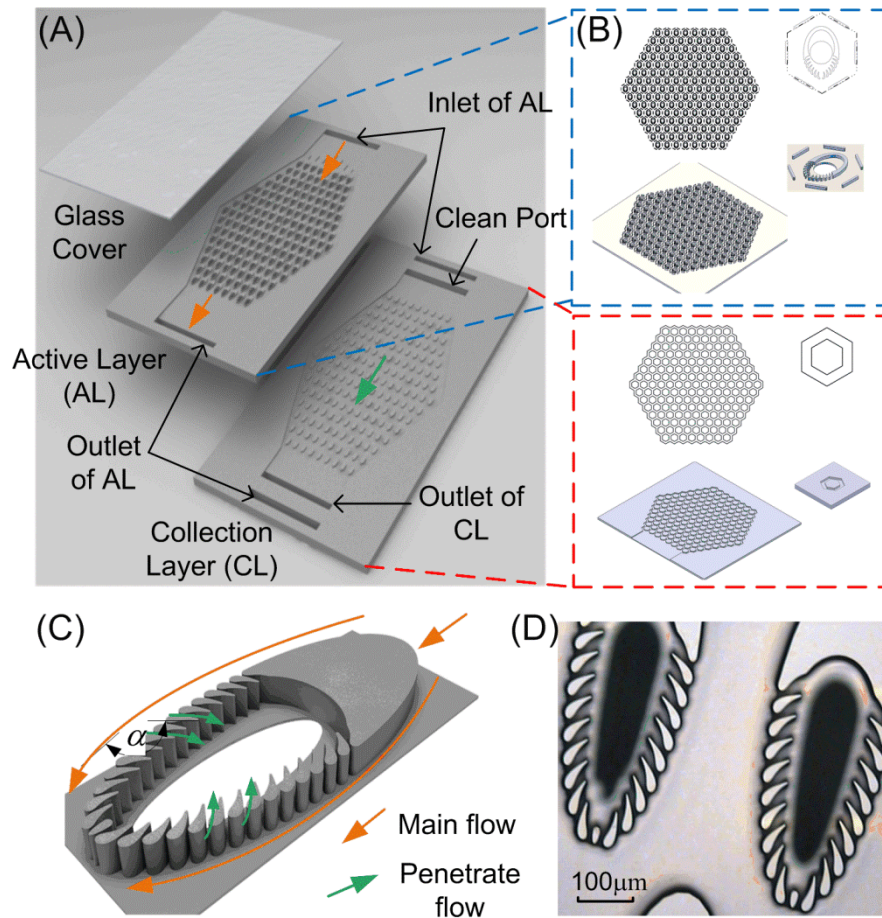 (A)
(B)
Inlet of AL
Clean Port
Glass
Cover
Active Layer
(AL)
Outlet
of AL
Outlet of
CL
Collection
Layer (CL)
(C)
(D)
α
Main flow
Penetrate
flow
100μm